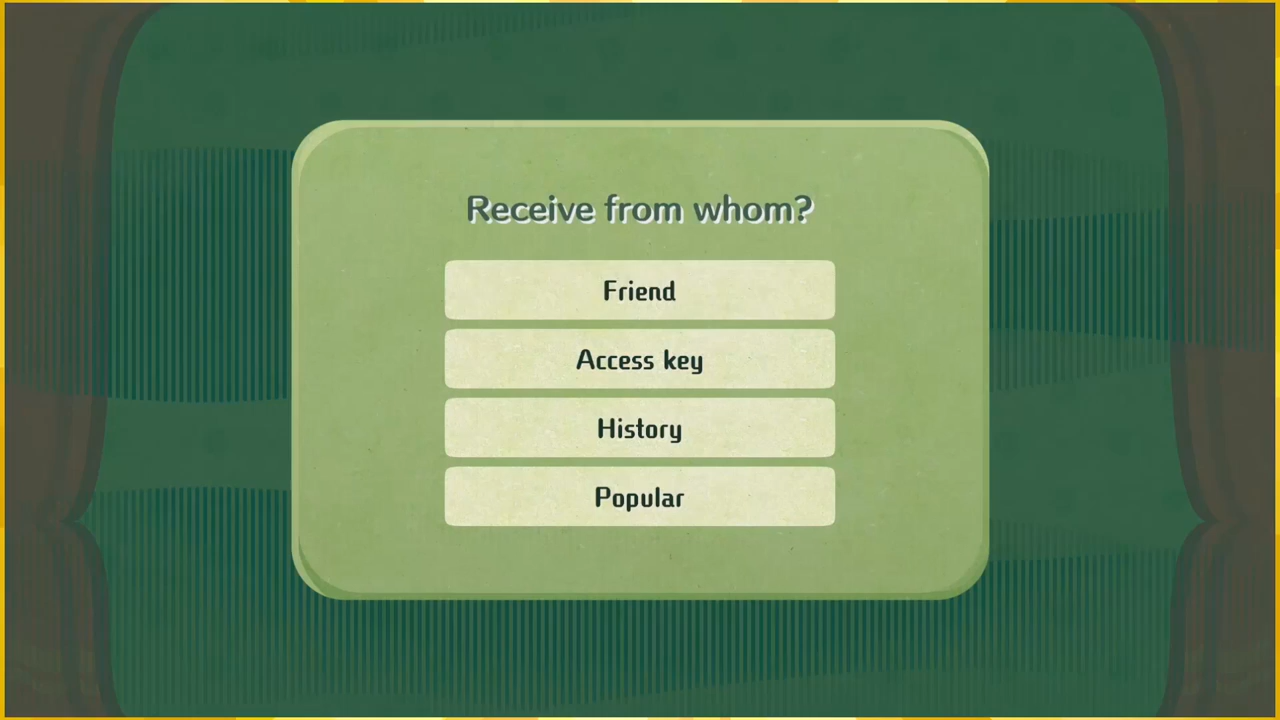 Receive from whom?
Friend
Access key
History
Popular